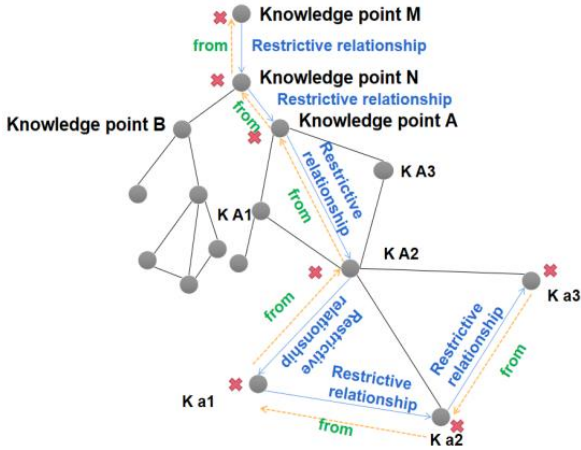 Knowledge point M
from
Restrictive relationship
Knowledge point N
Restrictive relationship
from
Knowledge point B
Knowledge point A
Restrictive
relationship
from
K A3
K A1
K A2
K a3
from
Restrictive
relationship
Restrictive
relationship
from
K a1
Restrictive relationship
from
K a2